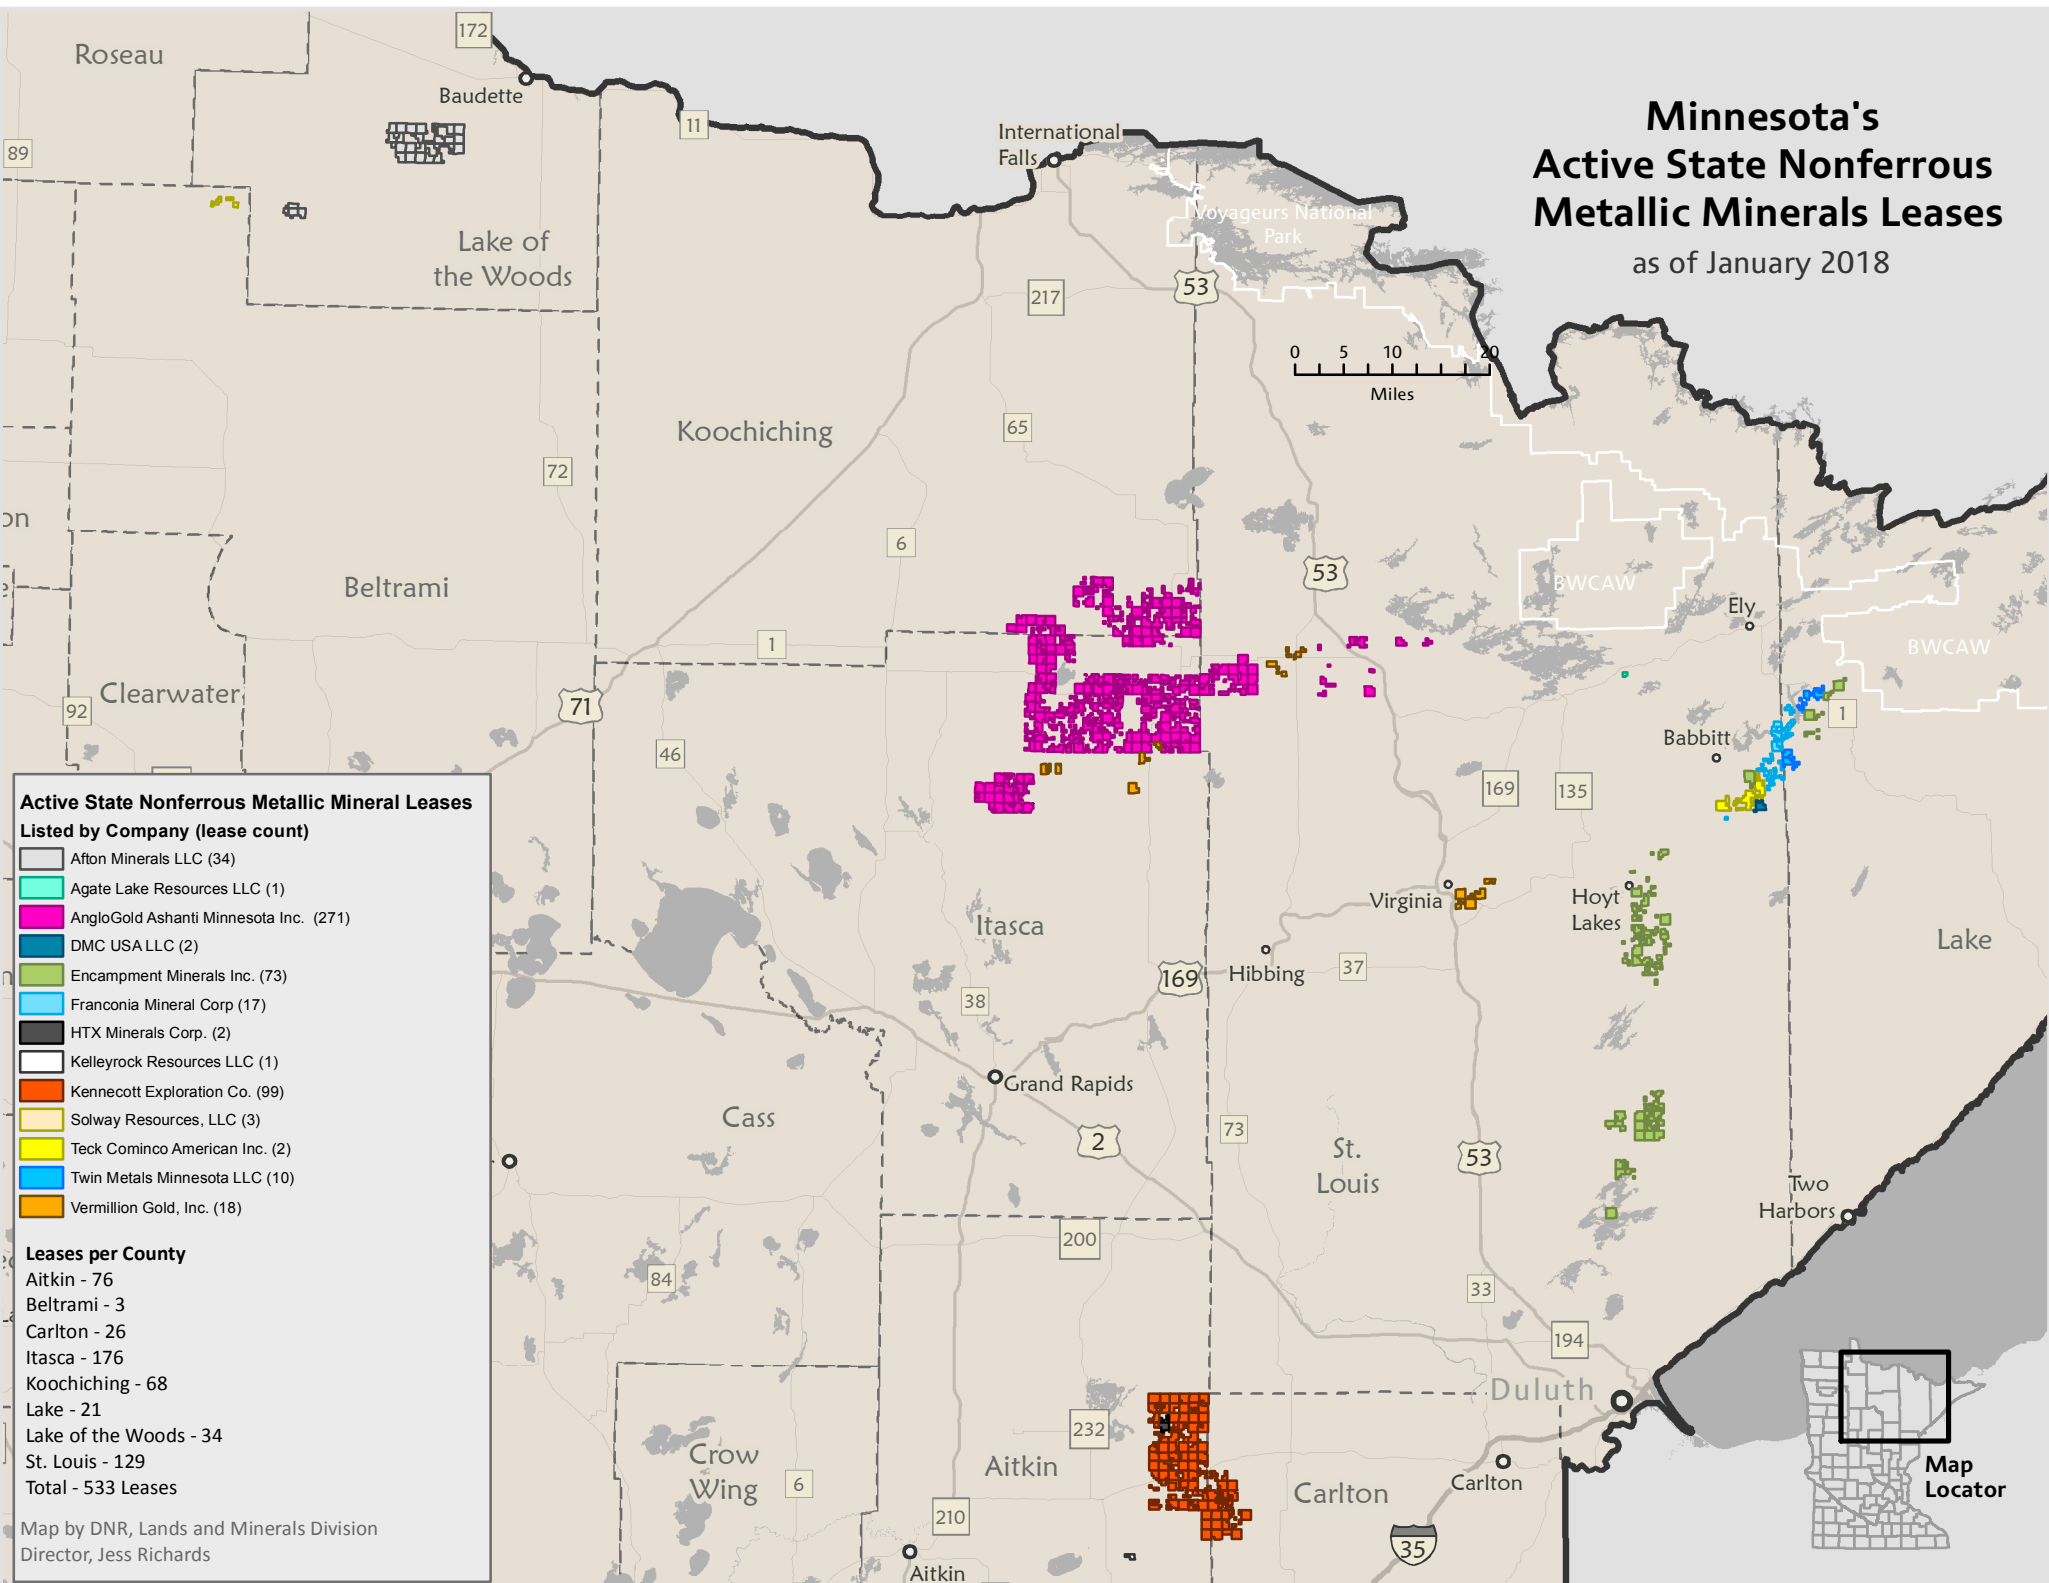 Minnesota's
Active State Nonferrous
Metallic Minerals Leases
as of January 2018
Roseau
172
Baudette
11
89
International
Falls
Voyageurs National
Park
Lake of
the Woods
217
53
0 5 10 20
Miles
Koochiching
65
72
on
6
53
Beltrami
BWCAW
Ely
1
BWCAW
Clearwater
92
71
1
46
Babbitt
169
135
Active State Nonferrous Metallic Mineral Leases
Listed by Company (lease count)
Afton Minerals LLC (34)
Agate Lake Resources LLC (1)
AngloGold Ashanti Minnesota Inc. (271)
DMC USA LLC (2)
Encampment Minerals Inc. (73)
Franconia Mineral Corp (17)
HTX Minerals Corp. (2)
Kelleyrock Resources LLC (1)
Kennecott Exploration Co. (99)
Solway Resources, LLC (3)
Teck Cominco American Inc. (2)
Twin Metals Minnesota LLC (10)
Vermillion Gold, Inc. (18)
Leases per County
Aitkin - 76
Beltrami - 3
Carlton - 26
Itasca - 176
Koochiching - 68
Lake - 21
Lake of the Woods - 34
St. Louis - 129
Total - 533 Leases
Map by DNR, Lands and Minerals Division
Director, Jess Richards
Virginia
Hoyt
Lakes
Itasca
Lake
169
Hibbing
37
38
Grand Rapids
Cass
2
73
St.
Louis
53
Two
Harbors
200
84
33
194
Duluth
232
Crow
Wing
6
Aitkin
Carlton
Carlton
210
35
Aitkin
Map
Locator